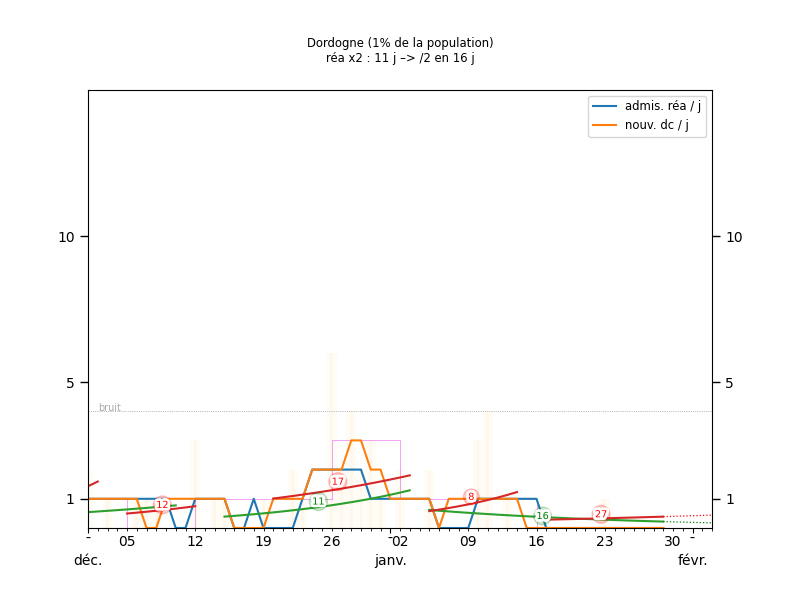 Dordogne (1% de la population)
réa x2 : 11 j –> /2 en 16 j
admis. réa / j
nouv. dc / j
10
10
5
5
bruit
1
1
12
11
17
8
16
27
- 05 12 19 26 02 09 16 23 30 -
déc. janv. févr.